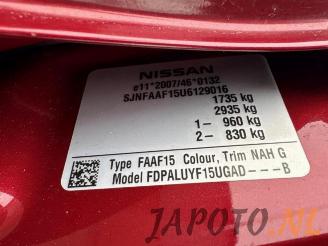 NISSAN
e11*2007/46*0132
SJNFAAF15U6129016
1735 kg
2935 kg
1- 960 kg
2- 830 kg
Type FAAF15 Colour, Trim NAH G
Model FDPALUYF15UGAD---B
JAPOTO.NL